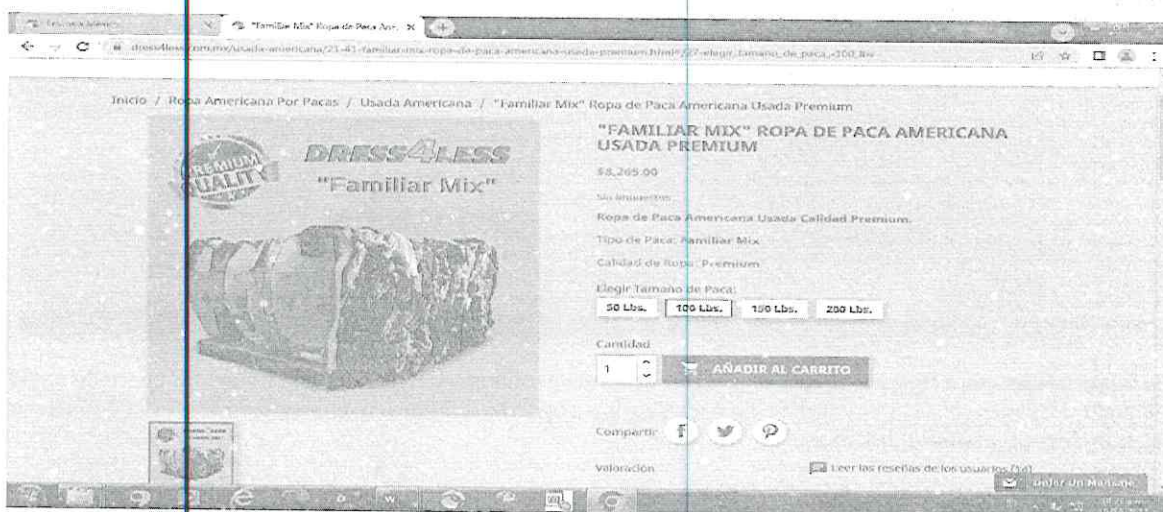 "Familiar Mix" Ropa de Paca
Inicio / Ropa Americana Por Pacas / Usada Americana / "Familiar Mix" Ropa de Paca Americana Usada Premium
PREMIUM QUALITY
DRESS4LESS
"Familiar Mix"
"FAMILIAR MIX" ROPA DE PACA AMERICANA
USADA PREMIUM
Sin impuestos
Ropa de Paca Americana Usada Calidad Premium.
Tipo de Paca: Familiar Mix
Calidad de Ropa: Premium
Elegir Tamaño de Paca:
50 Lbs. 100 Lbs. 150 Lbs. 200 Lbs.
Cantidad
1 AÑADIR AL CARRITO
Compartir
Valoración Leer las reseñas de los usuarios
Dejar Un Mensaje